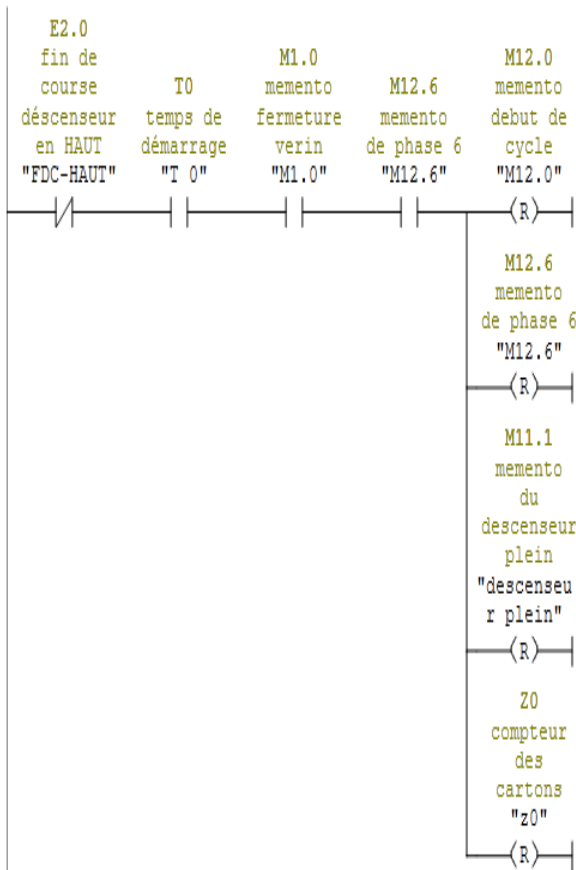 E2.0
fin de
course
déscenseur
en HAUT
"FDC-HAUT"
T0
temps de
démarrage
"T 0"
M1.0
memento
fermeture
verin
"M1.0"
M12.6
memento
de phase 6
"M12.6"
M12.0
memento
debut de
cycle
"M12.0"
(R)
M12.6
memento
de phase 6
"M12.6"
(R)
M11.1
memento
du
descenseur
plein
"descenseu
r plein"
(R)
Z0
compteur
des
cartons
"z0"
(R)